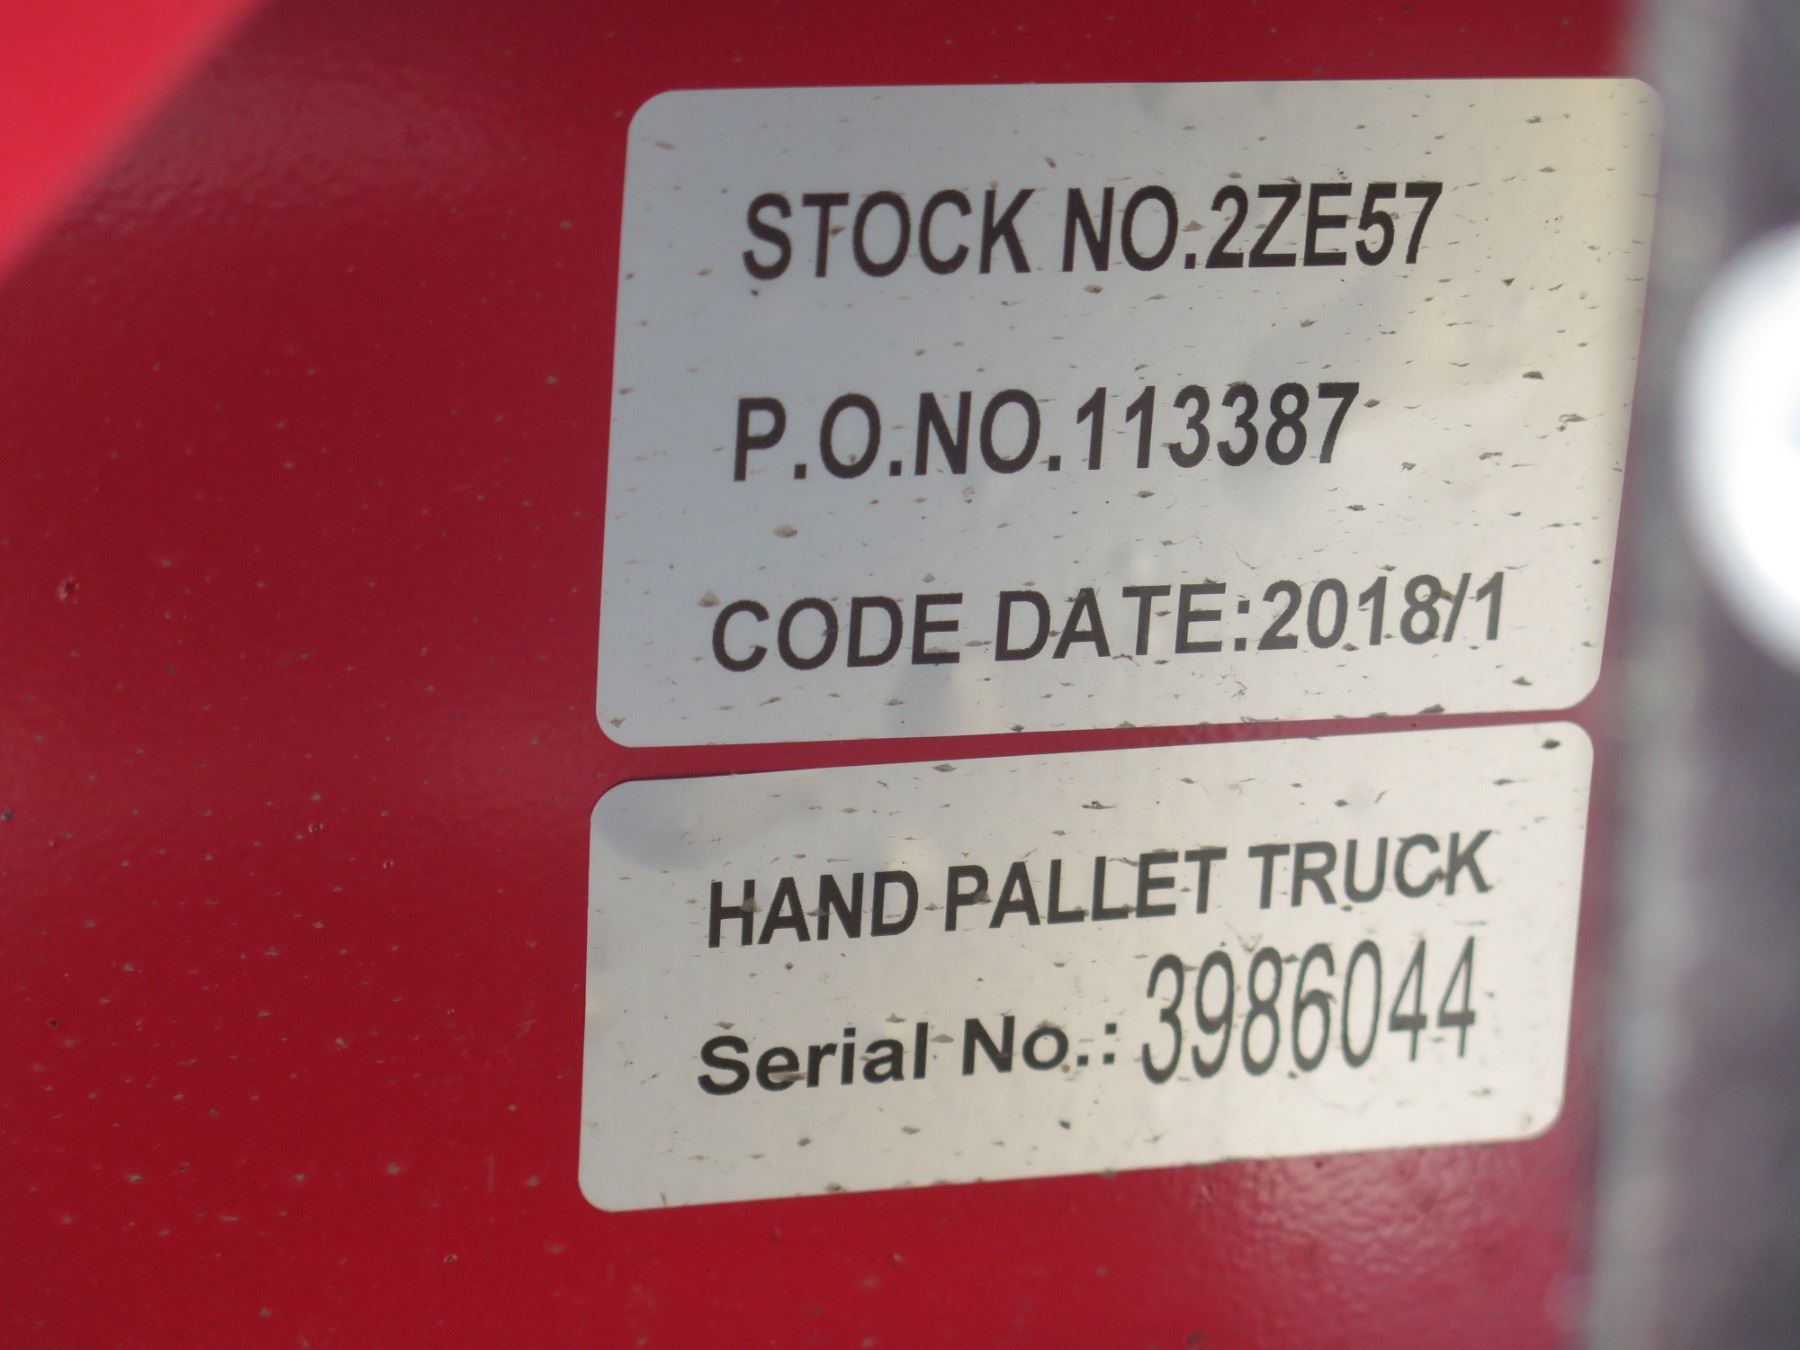 STOCK NO.2ZE57
P.O.NO.113387
CODE DATE:2018/1
HAND PALLET TRUCK
Serial No.: 3986044